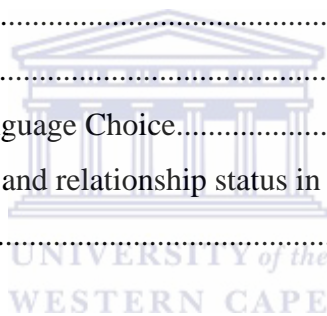 ........................................
........................................
guage Choice......................
and relationship status in
........................................
UNIVERSITY of the
WESTERN CAPE